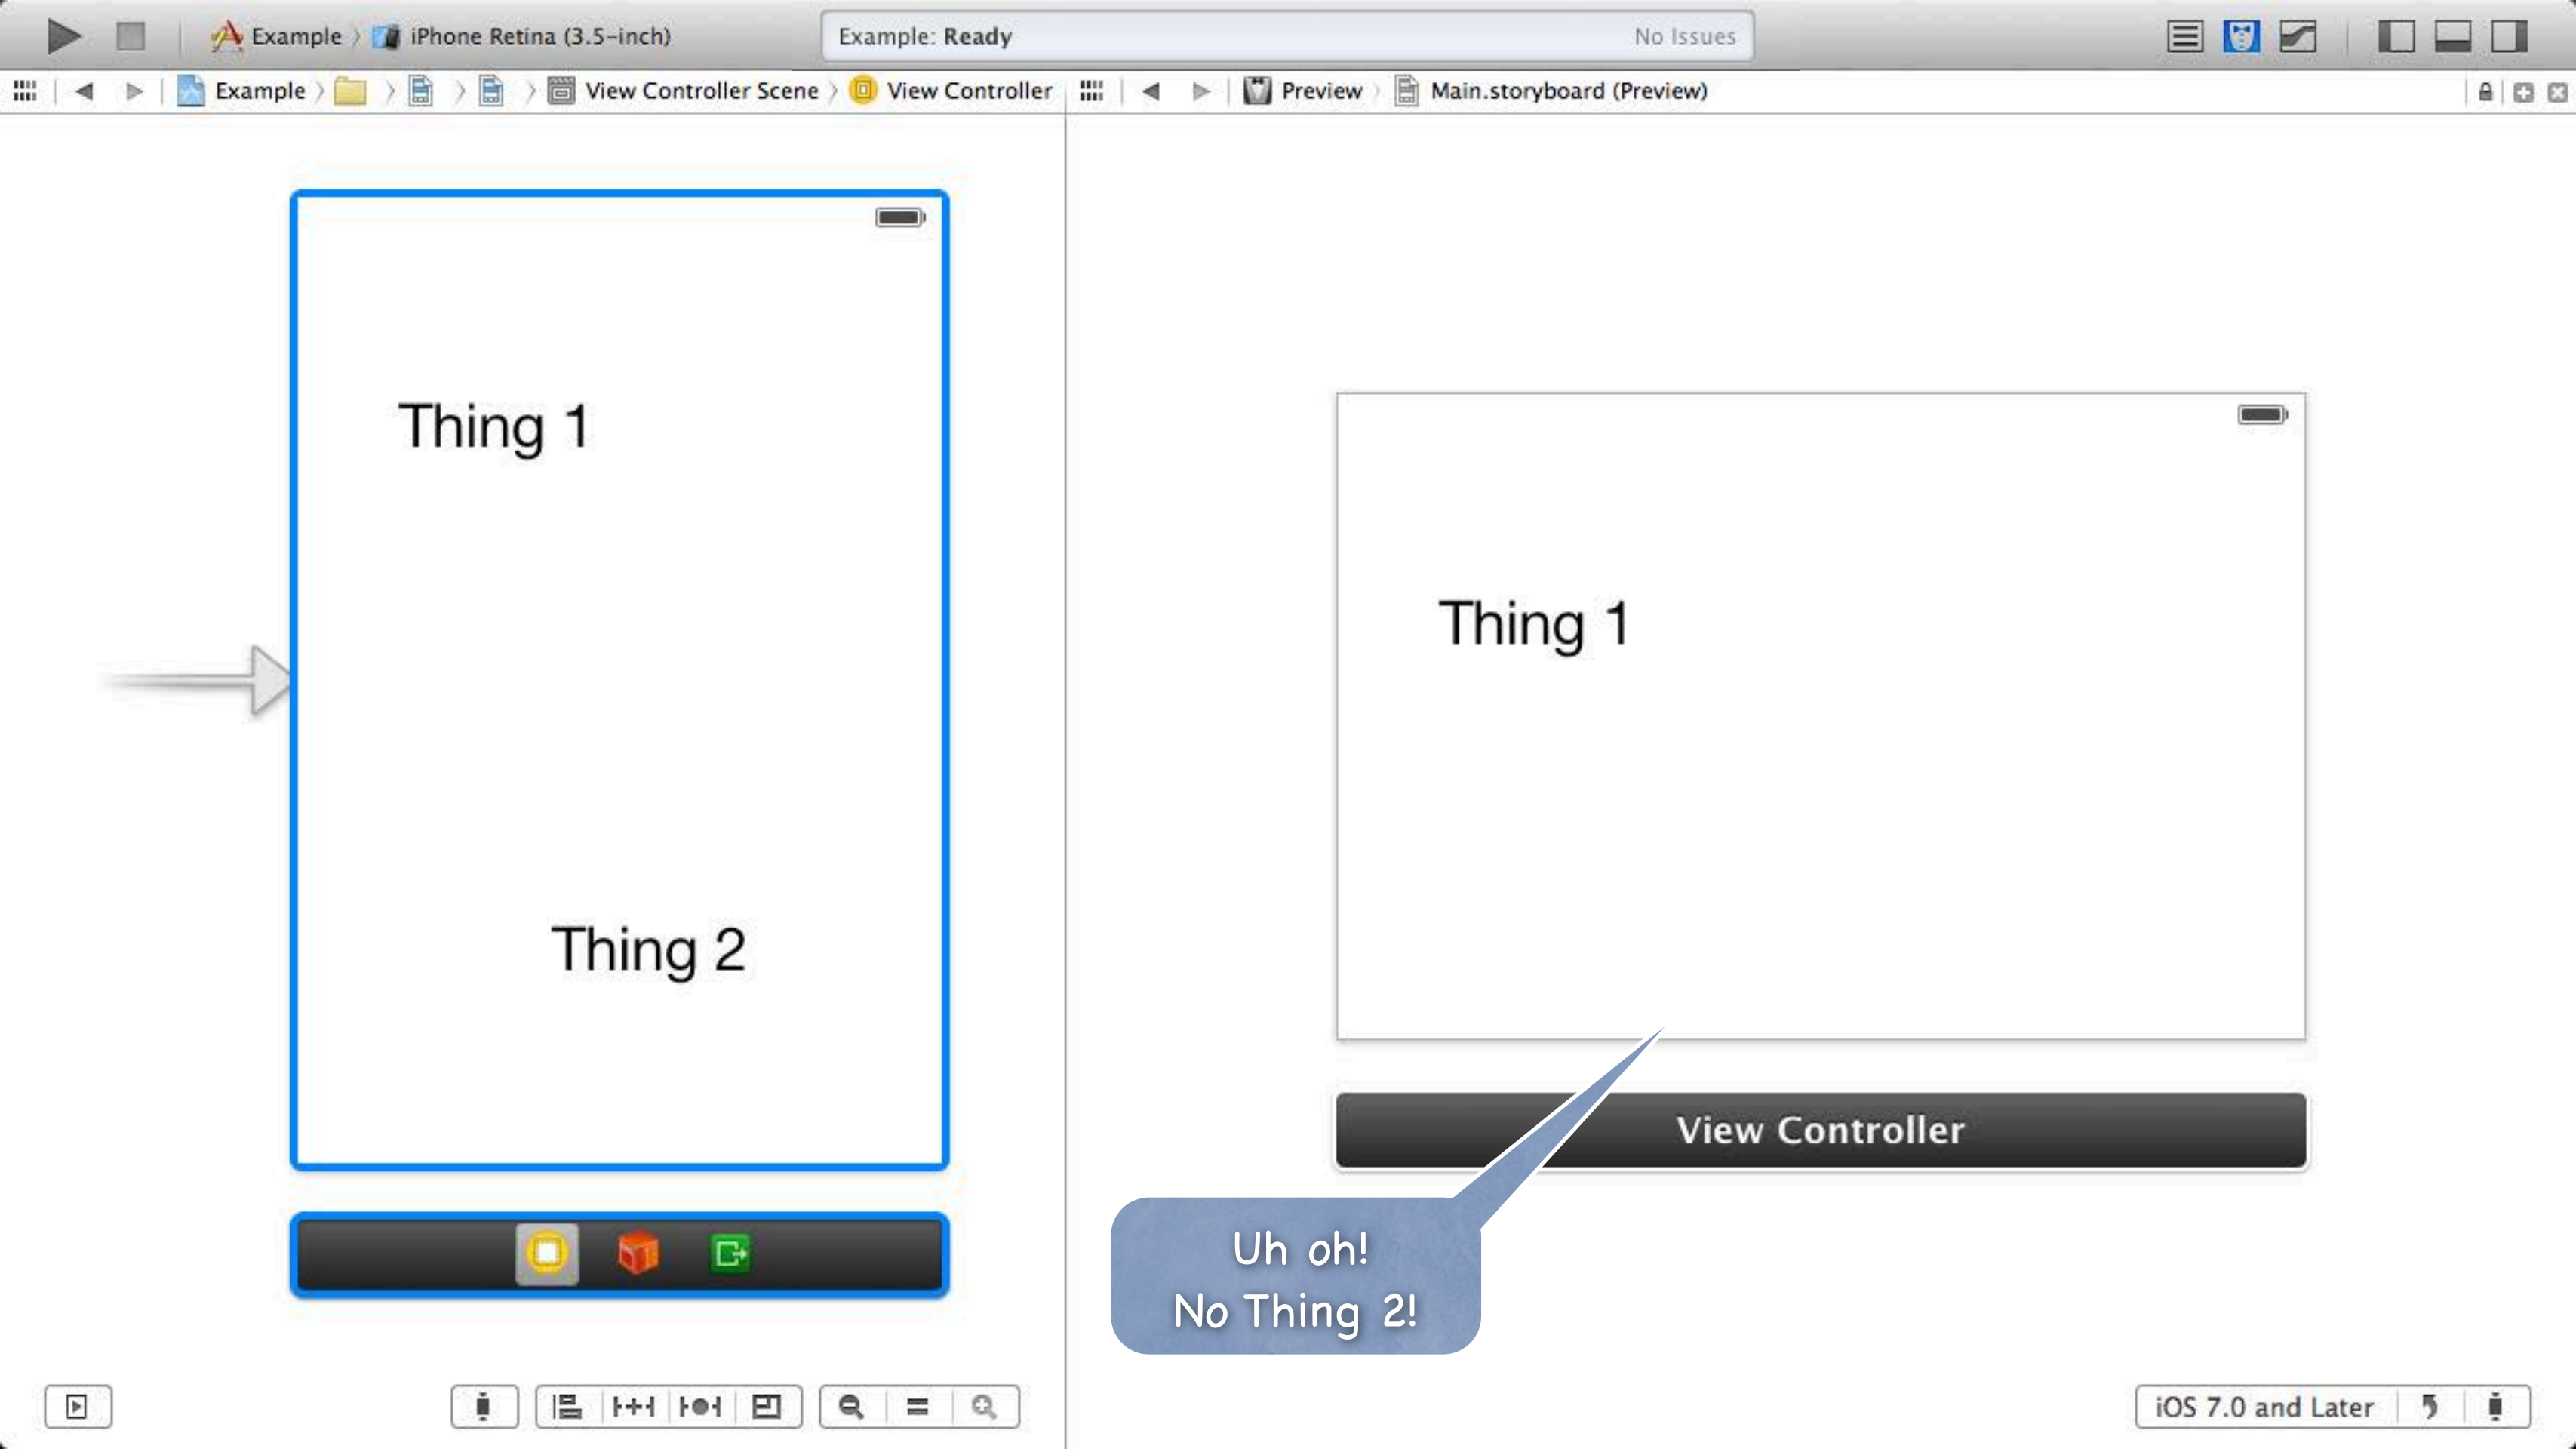 Example iPhone Retina (3.5-inch)
Example: Ready
No Issues
Example View Controller Scene View Controller
Preview Main.storyboard (Preview)
Thing 1
Thing 2
Thing 1
View Controller
Uh oh!
No Thing 2!
iOS 7.0 and Later